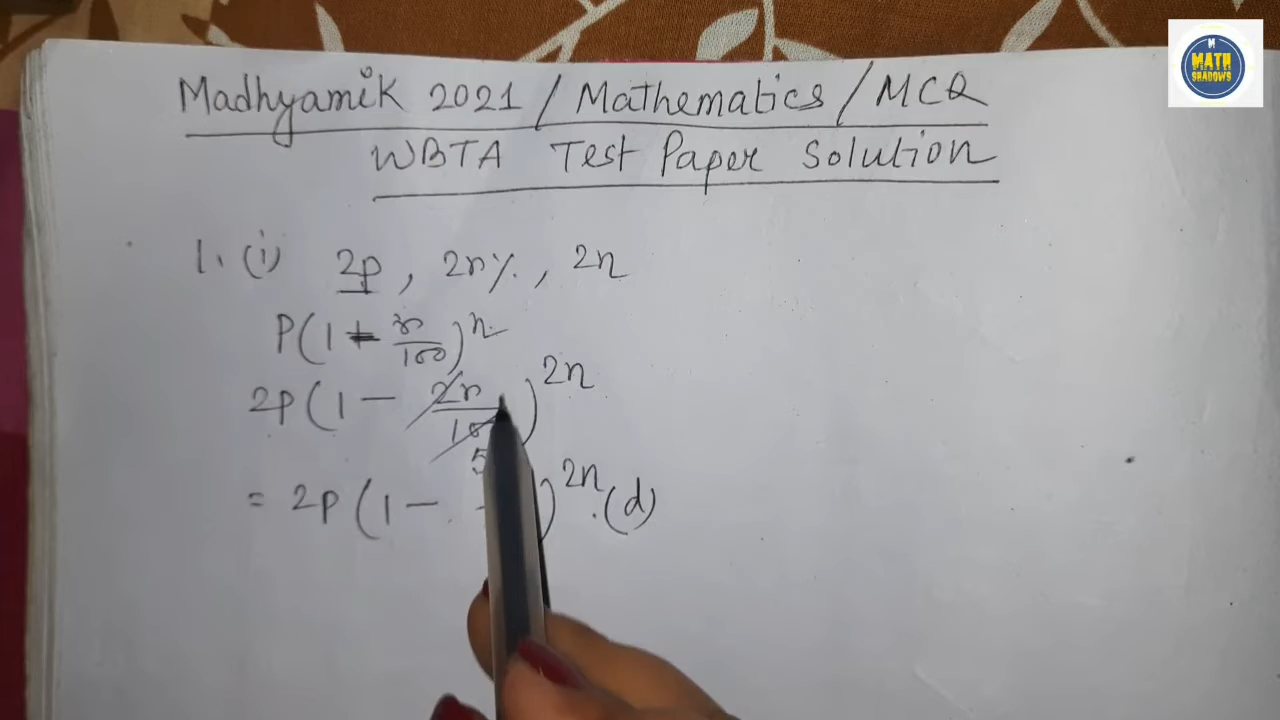 M
MATH
SHADOWS
Madhyamik 2021 / Mathematics / MCQ
WBTA Test Paper Solution
1. (i) 2p, 2r%, 2n
P(1 - r/100)^n
2p(1 - 2r/100)^2n
5
= 2p(1 - )^2n. (d)